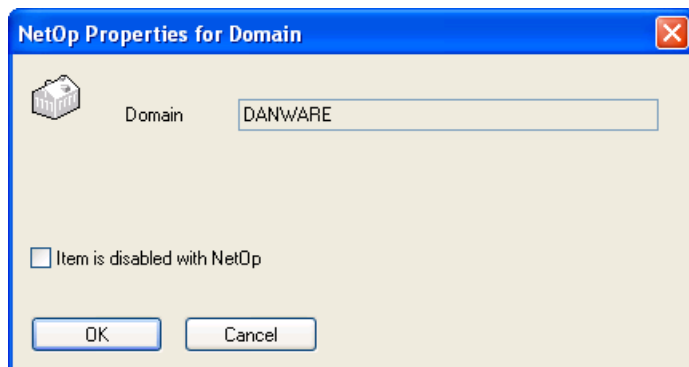 NetOp Properties for Domain
Domain DANWARE
Item is disabled with NetOp
OK Cancel